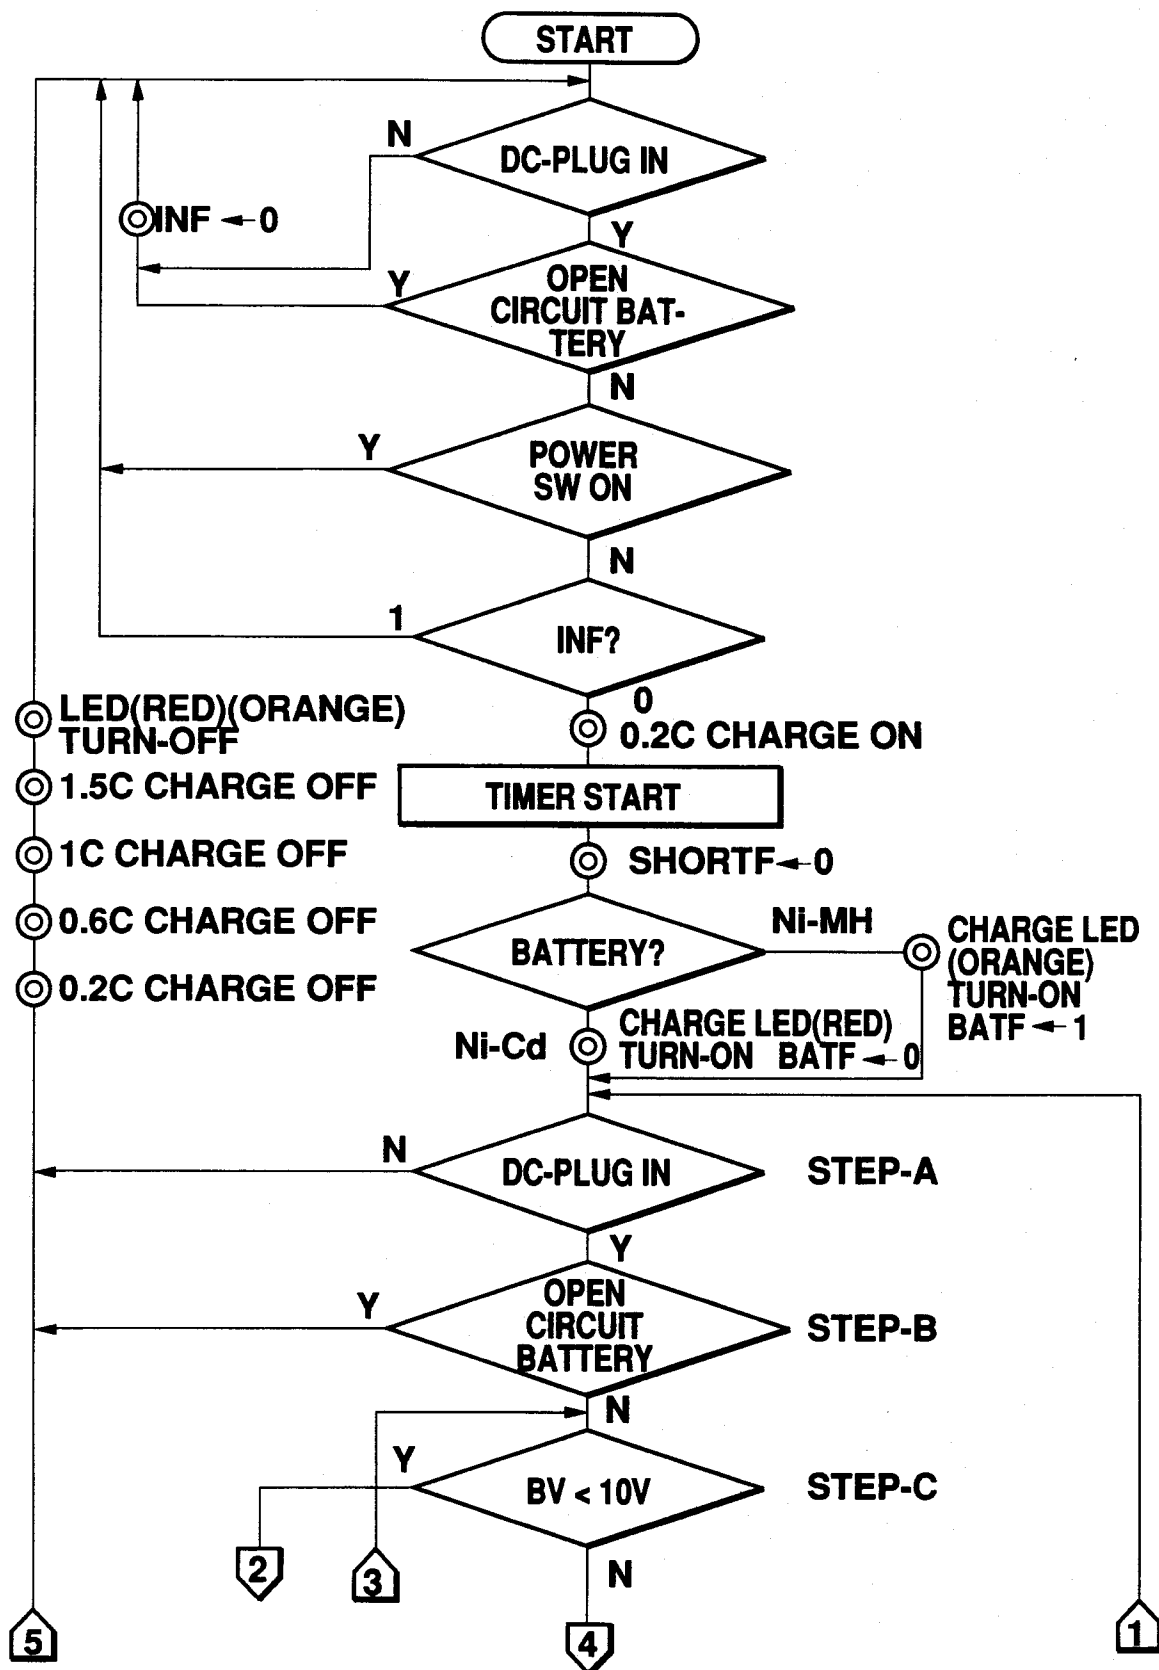 START
N
DC-PLUG IN
INF ← 0
Y
Y
OPEN
CIRCUIT BAT-
TERY
N
Y
POWER
SW ON
N
1
INF?
0
LED(RED)(ORANGE)
TURN-OFF
0.2C CHARGE ON
1.5C CHARGE OFF
TIMER START
1C CHARGE OFF
SHORTF←0
0.6C CHARGE OFF
BATTERY?
Ni-MH
CHARGE LED
(ORANGE)
TURN-ON
BATF ← 1
0.2C CHARGE OFF
Ni-Cd
CHARGE LED(RED)
TURN-ON BATF ← 0
N
DC-PLUG IN
STEP-A
Y
Y
OPEN
CIRCUIT
BATTERY
STEP-B
N
Y
BV < 10V
STEP-C
2
3
N
5
4
1